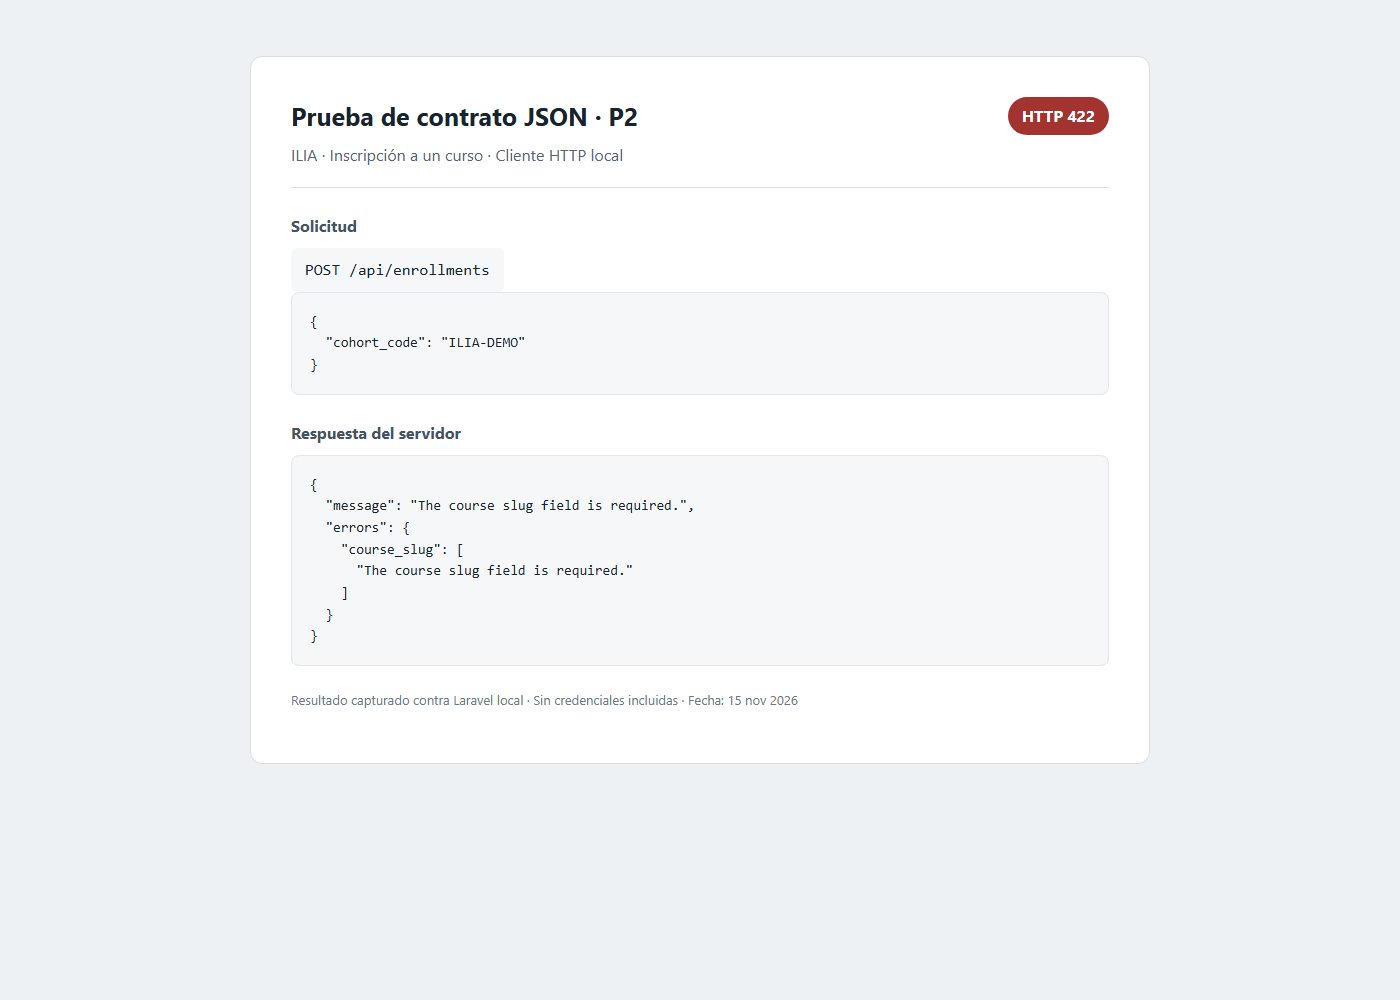 Prueba de contrato JSON · P2
HTTP 422
ILIA · Inscripción a un curso · Cliente HTTP local
Solicitud
POST /api/enrollments
{
  "cohort_code": "ILIA-DEMO"
}
Respuesta del servidor
{
  "message": "The course slug field is required.",
  "errors": {
    "course_slug": [
      "The course slug field is required."
    ]
  }
}
Resultado capturado contra Laravel local · Sin credenciales incluidas · Fecha: 15 nov 2026